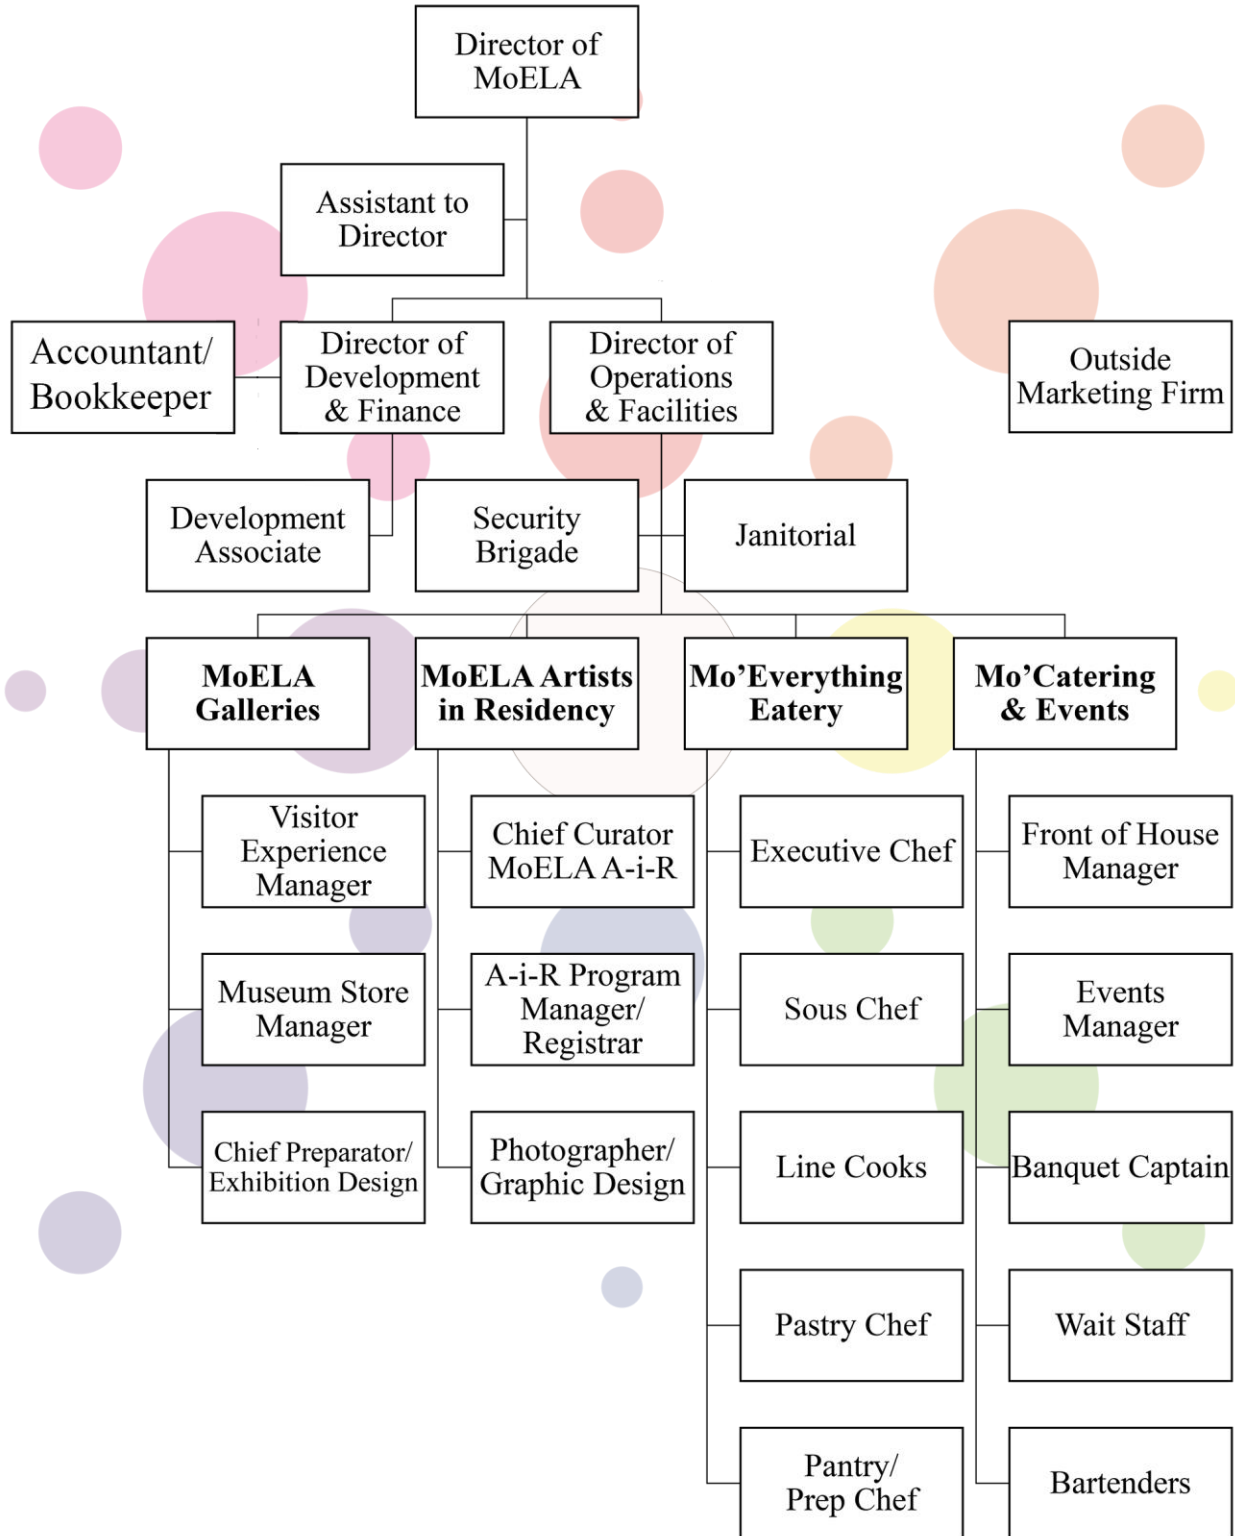 Director of
MoELA
Assistant to
Director
Accountant/
Bookkeeper
Director of
Development
& Finance
Director of
Operations
& Facilities
Outside
Marketing Firm
Development
Associate
Security
Brigade
Janitorial
MoELA
Galleries
MoELA Artists
in Residency
Mo’Everything
Eatery
Mo’Catering
& Events
Visitor
Experience
Manager
Chief Curator
MoELA A-i-R
Executive Chef
Front of House
Manager
Museum Store
Manager
A-i-R Program
Manager/
Registrar
Sous Chef
Events
Manager
Chief Preparator/
Exhibition Design
Photographer/
Graphic Design
Line Cooks
Banquet Captain
Pastry Chef
Wait Staff
Pantry/
Prep Chef
Bartenders